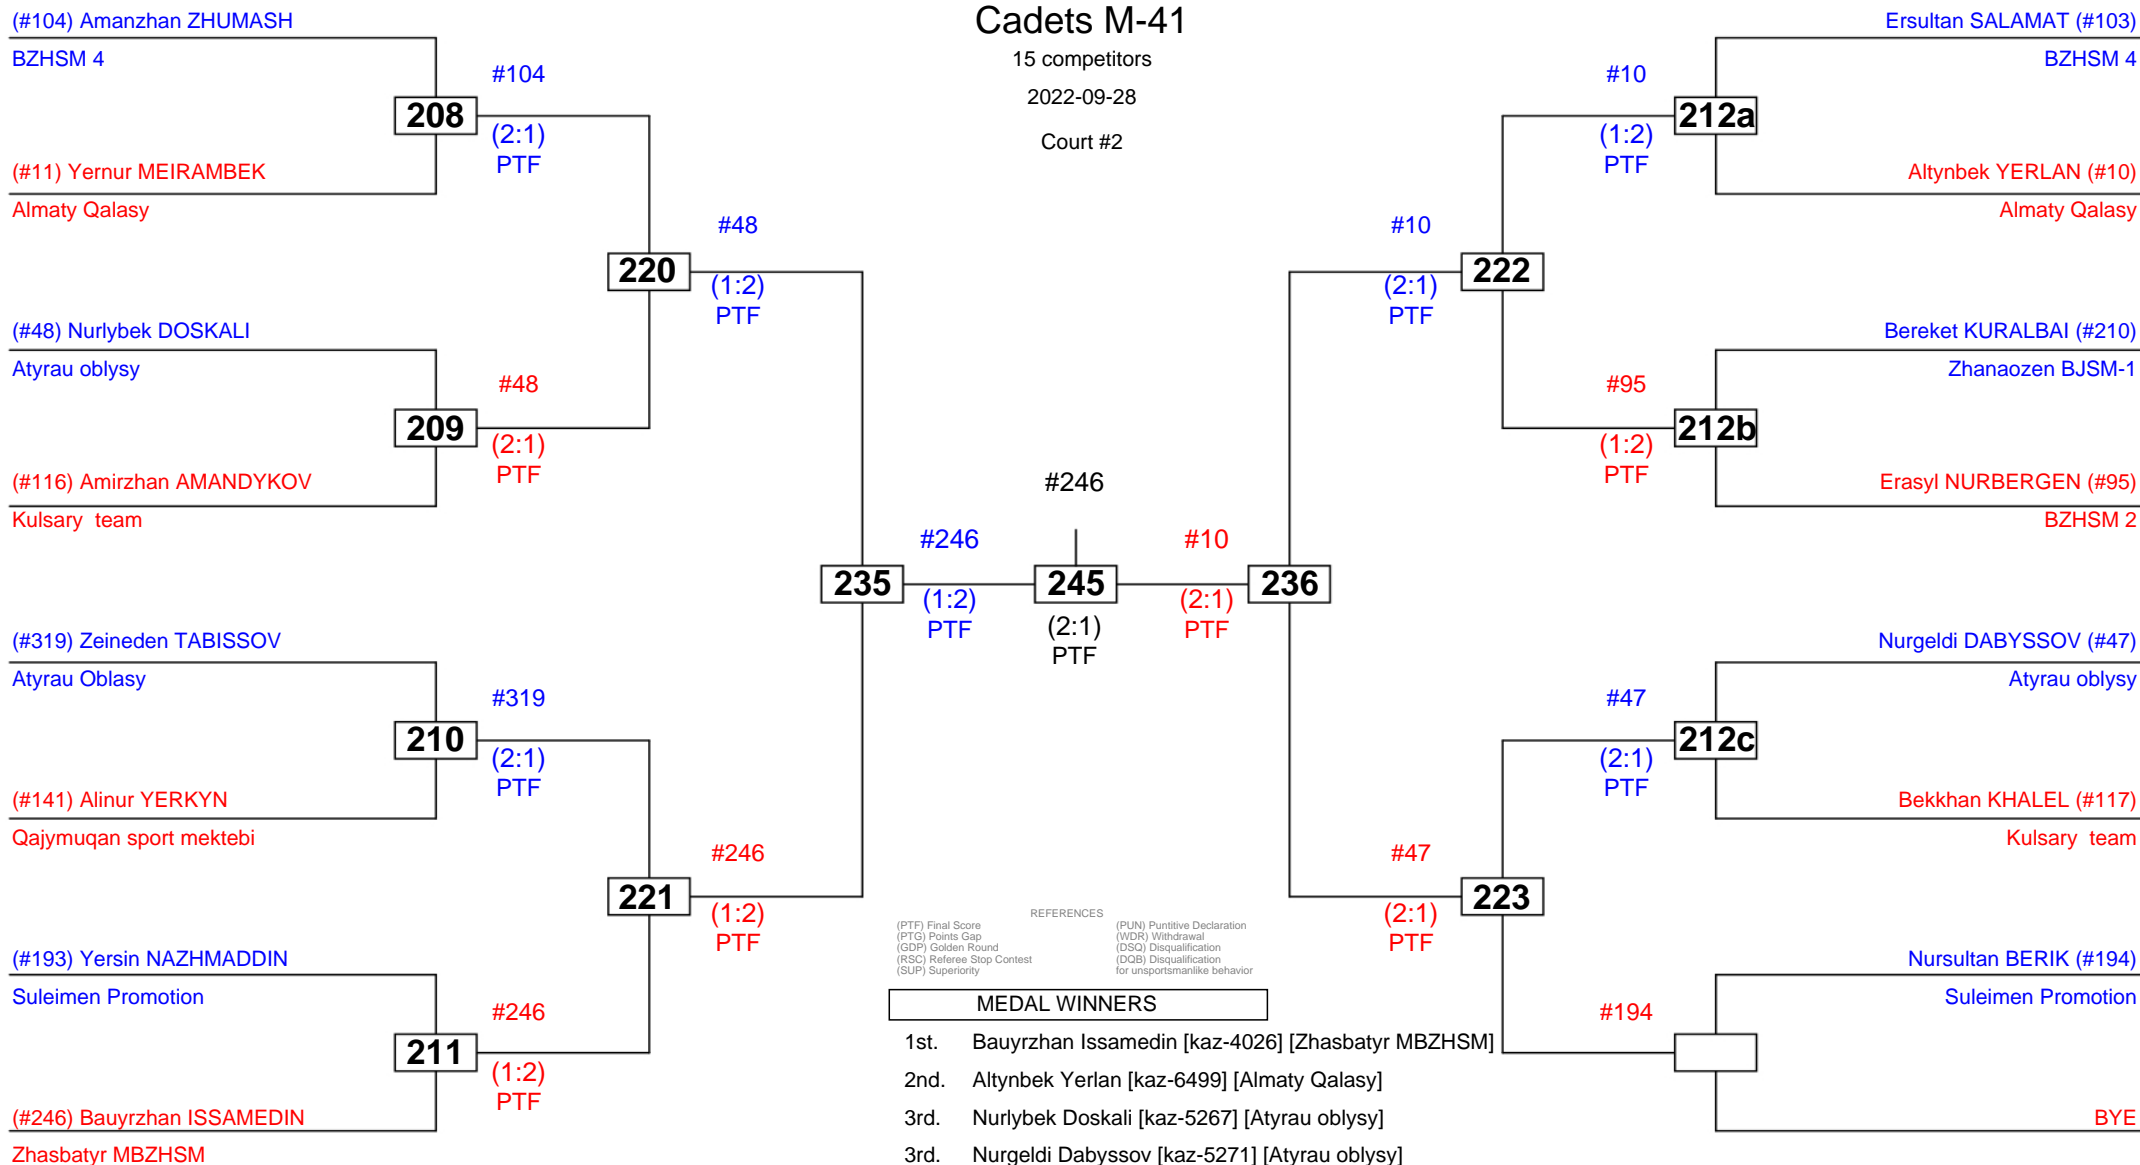 Cadets M-41
15 competitors
2022-09-28
Court #2
(#104) Amanzhan ZHUMASH
BZHSM 4
#104
208
(2:1)
PTF
(#11) Yernur MEIRAMBEK
Almaty Qalasy
#48
220
(1:2)
PTF
(#48) Nurlybek DOSKALI
Atyrau oblysy
#48
209
(2:1)
PTF
(#116) Amirzhan AMANDYKOV
Kulsary team
#246
235
(1:2)
PTF
(#319) Zeineden TABISSOV
Atyrau Oblasy
#319
210
(2:1)
PTF
(#141) Alinur YERKYN
Qajymuqan sport mektebi
#246
221
(1:2)
PTF
(#193) Yersin NAZHMADDIN
Suleimen Promotion
#246
211
(1:2)
PTF
(#246) Bauyrzhan ISSAMEDIN
Zhasbatyr MBZHSM
#246
245
(2:1)
PTF
Ersultan SALAMAT (#103)
BZHSM 4
#10
212a
(1:2)
PTF
Altynbek YERLAN (#10)
Almaty Qalasy
#10
222
(2:1)
PTF
Bereket KURALBAI (#210)
Zhanaozen BJSM-1
#95
212b
(1:2)
PTF
Erasyl NURBERGEN (#95)
BZHSM 2
#10
236
(2:1)
PTF
Nurgeldi DABYSSOV (#47)
Atyrau oblysy
#47
212c
(2:1)
PTF
Bekkhan KHALEL (#117)
Kulsary team
#47
223
(2:1)
PTF
Nursultan BERIK (#194)
Suleimen Promotion
#194
BYE
REFERENCES
(PTF) Final Score
(PTG) Points Gap
(GDP) Golden Round
(RSC) Referee Stop Contest
(SUP) Superiority
(PUN) Puntitive Declaration
(WDR) Withdrawal
(DSQ) Disqualification
(DQB) Disqualification
for unsportsmanlike behavior
MEDAL WINNERS
1st. Bauyrzhan Issamedin [kaz-4026] [Zhasbatyr MBZHSM]
2nd. Altynbek Yerlan [kaz-6499] [Almaty Qalasy]
3rd. Nurlybek Doskali [kaz-5267] [Atyrau oblysy]
3rd. Nurgeldi Dabyssov [kaz-5271] [Atyrau oblysy]